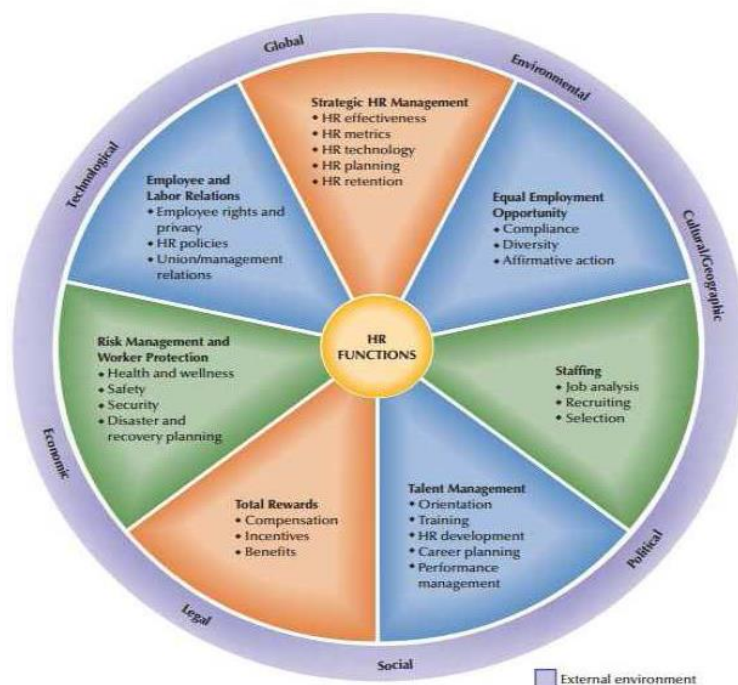 Global
Environmental
Cultural/Geographic
Political
Social
Legal
Economic
Technological
Strategic HR Management
• HR effectiveness
• HR metrics
• HR technology
• HR planning
• HR retention
Equal Employment
Opportunity
• Compliance
• Diversity
• Affirmative action
Staffing
• Job analysis
• Recruiting
• Selection
Talent Management
• Orientation
• Training
• HR development
• Career planning
• Performance
management
Total Rewards
• Compensation
• Incentives
• Benefits
Risk Management and
Worker Protection
• Health and wellness
• Safety
• Security
• Disaster and
recovery planning
Employee and
Labor Relations
• Employee rights and
privacy
• HR policies
• Union/management
relations
HR
FUNCTIONS
External environment